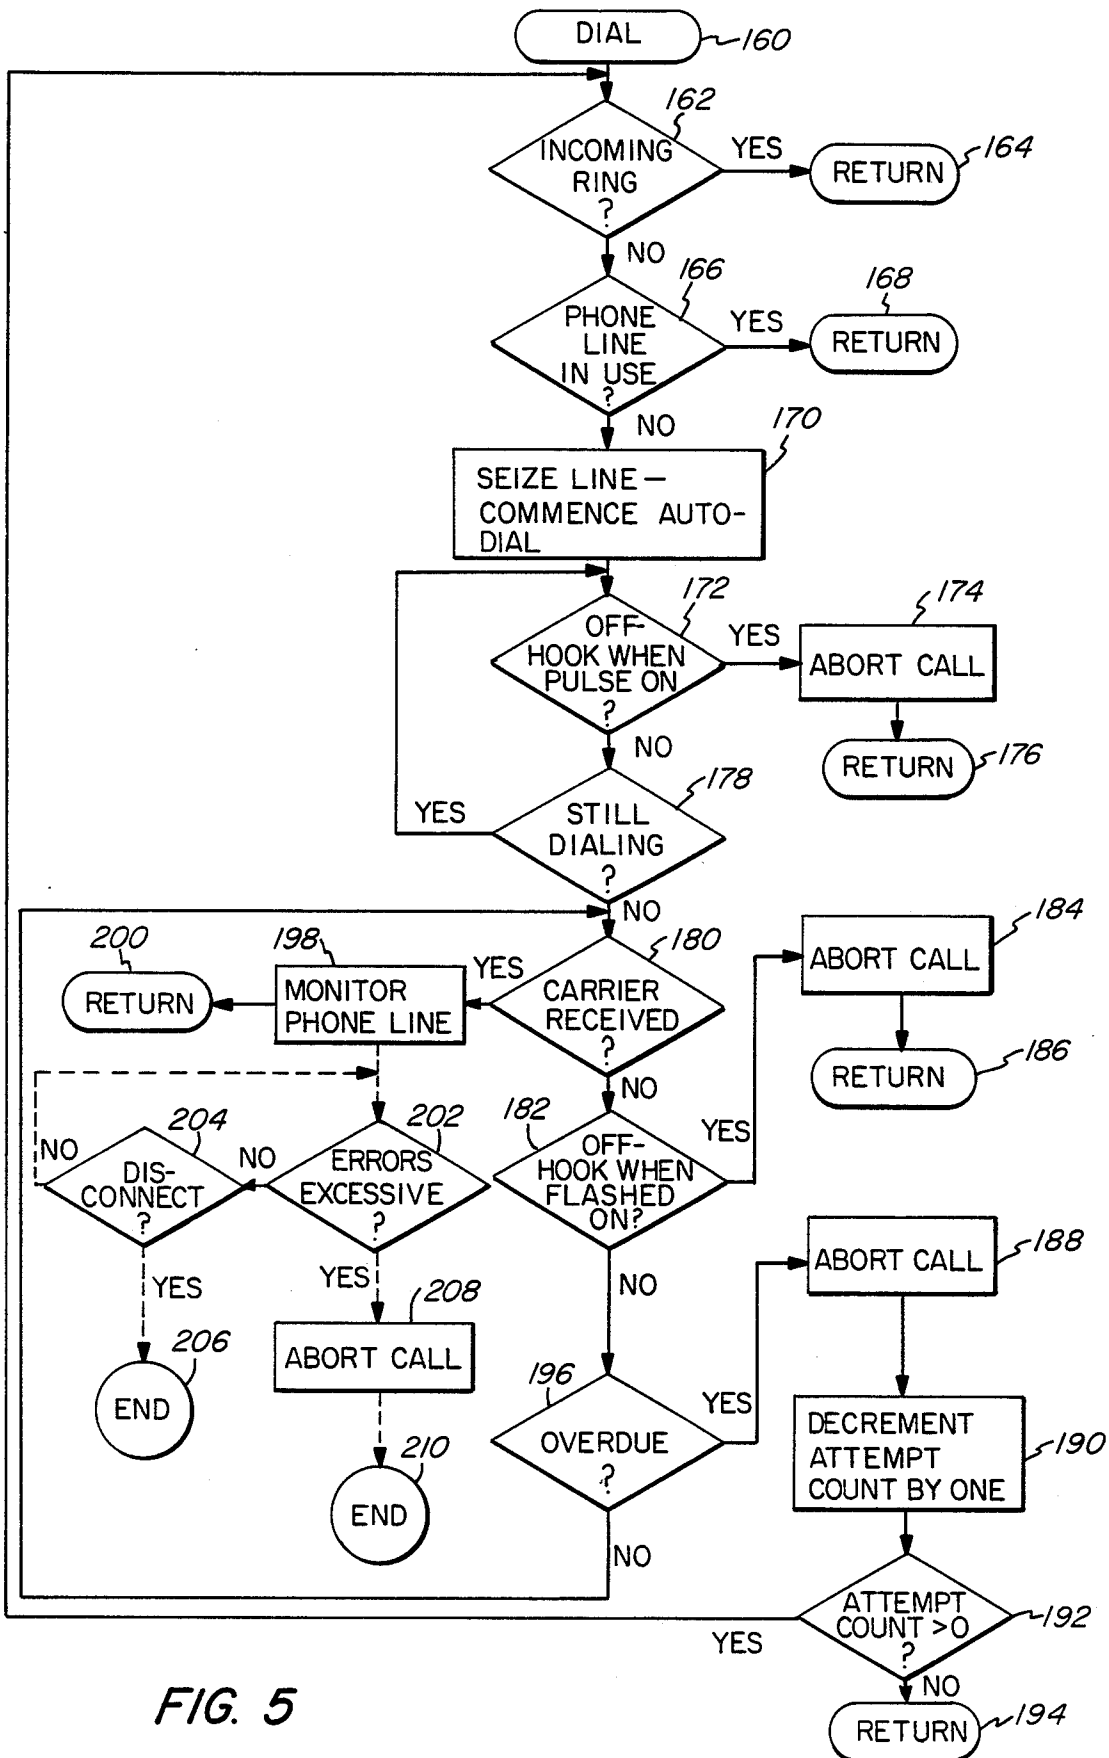 DIAL
160
162
INCOMING
RING
?
YES
RETURN
164
NO
166
PHONE
LINE
IN USE
?
YES
168
RETURN
NO
170
SEIZE LINE —
COMMENCE AUTO-
DIAL
172
OFF-
HOOK WHEN
PULSE ON
?
YES
174
ABORT CALL
RETURN
176
NO
178
STILL
DIALING
?
YES
NO
180
CARRIER
RECEIVED
?
YES
198
MONITOR
PHONE LINE
200
RETURN
184
ABORT CALL
RETURN
186
NO
182
OFF-
HOOK WHEN
FLASHED
ON?
YES
202
ERRORS
EXCESSIVE
?
NO
204
DIS-
CONNECT
?
NO
YES
206
END
YES
208
ABORT CALL
210
END
NO
196
OVERDUE
?
YES
ABORT CALL
188
DECREMENT
ATTEMPT
COUNT BY ONE
190
NO
ATTEMPT
COUNT >0
?
192
YES
NO
RETURN
194
FIG. 5